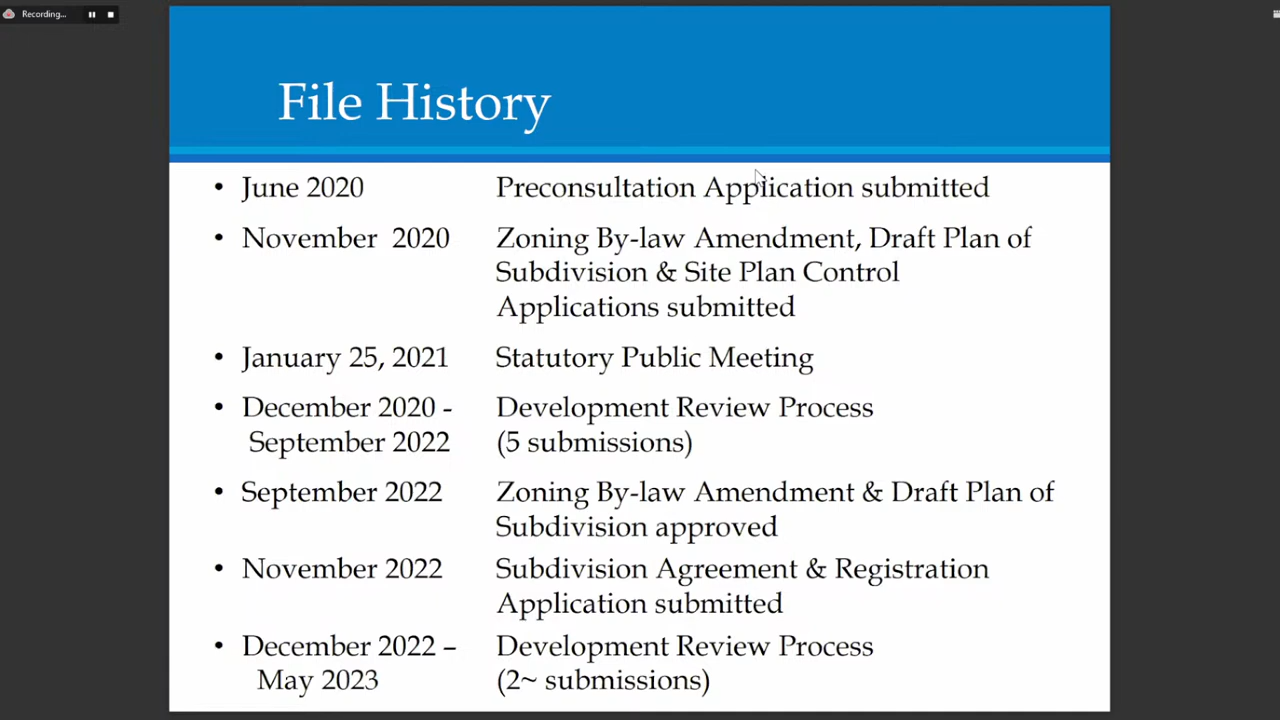 Recording...
File History
• June 2020 Preconsultation Application submitted
• November 2020 Zoning By-law Amendment, Draft Plan of
Subdivision & Site Plan Control
Applications submitted
• January 25, 2021 Statutory Public Meeting
• December 2020 - Development Review Process
September 2022 (5 submissions)
• September 2022 Zoning By-law Amendment & Draft Plan of
Subdivision approved
• November 2022 Subdivision Agreement & Registration
Application submitted
• December 2022 – Development Review Process
May 2023 (2~ submissions)